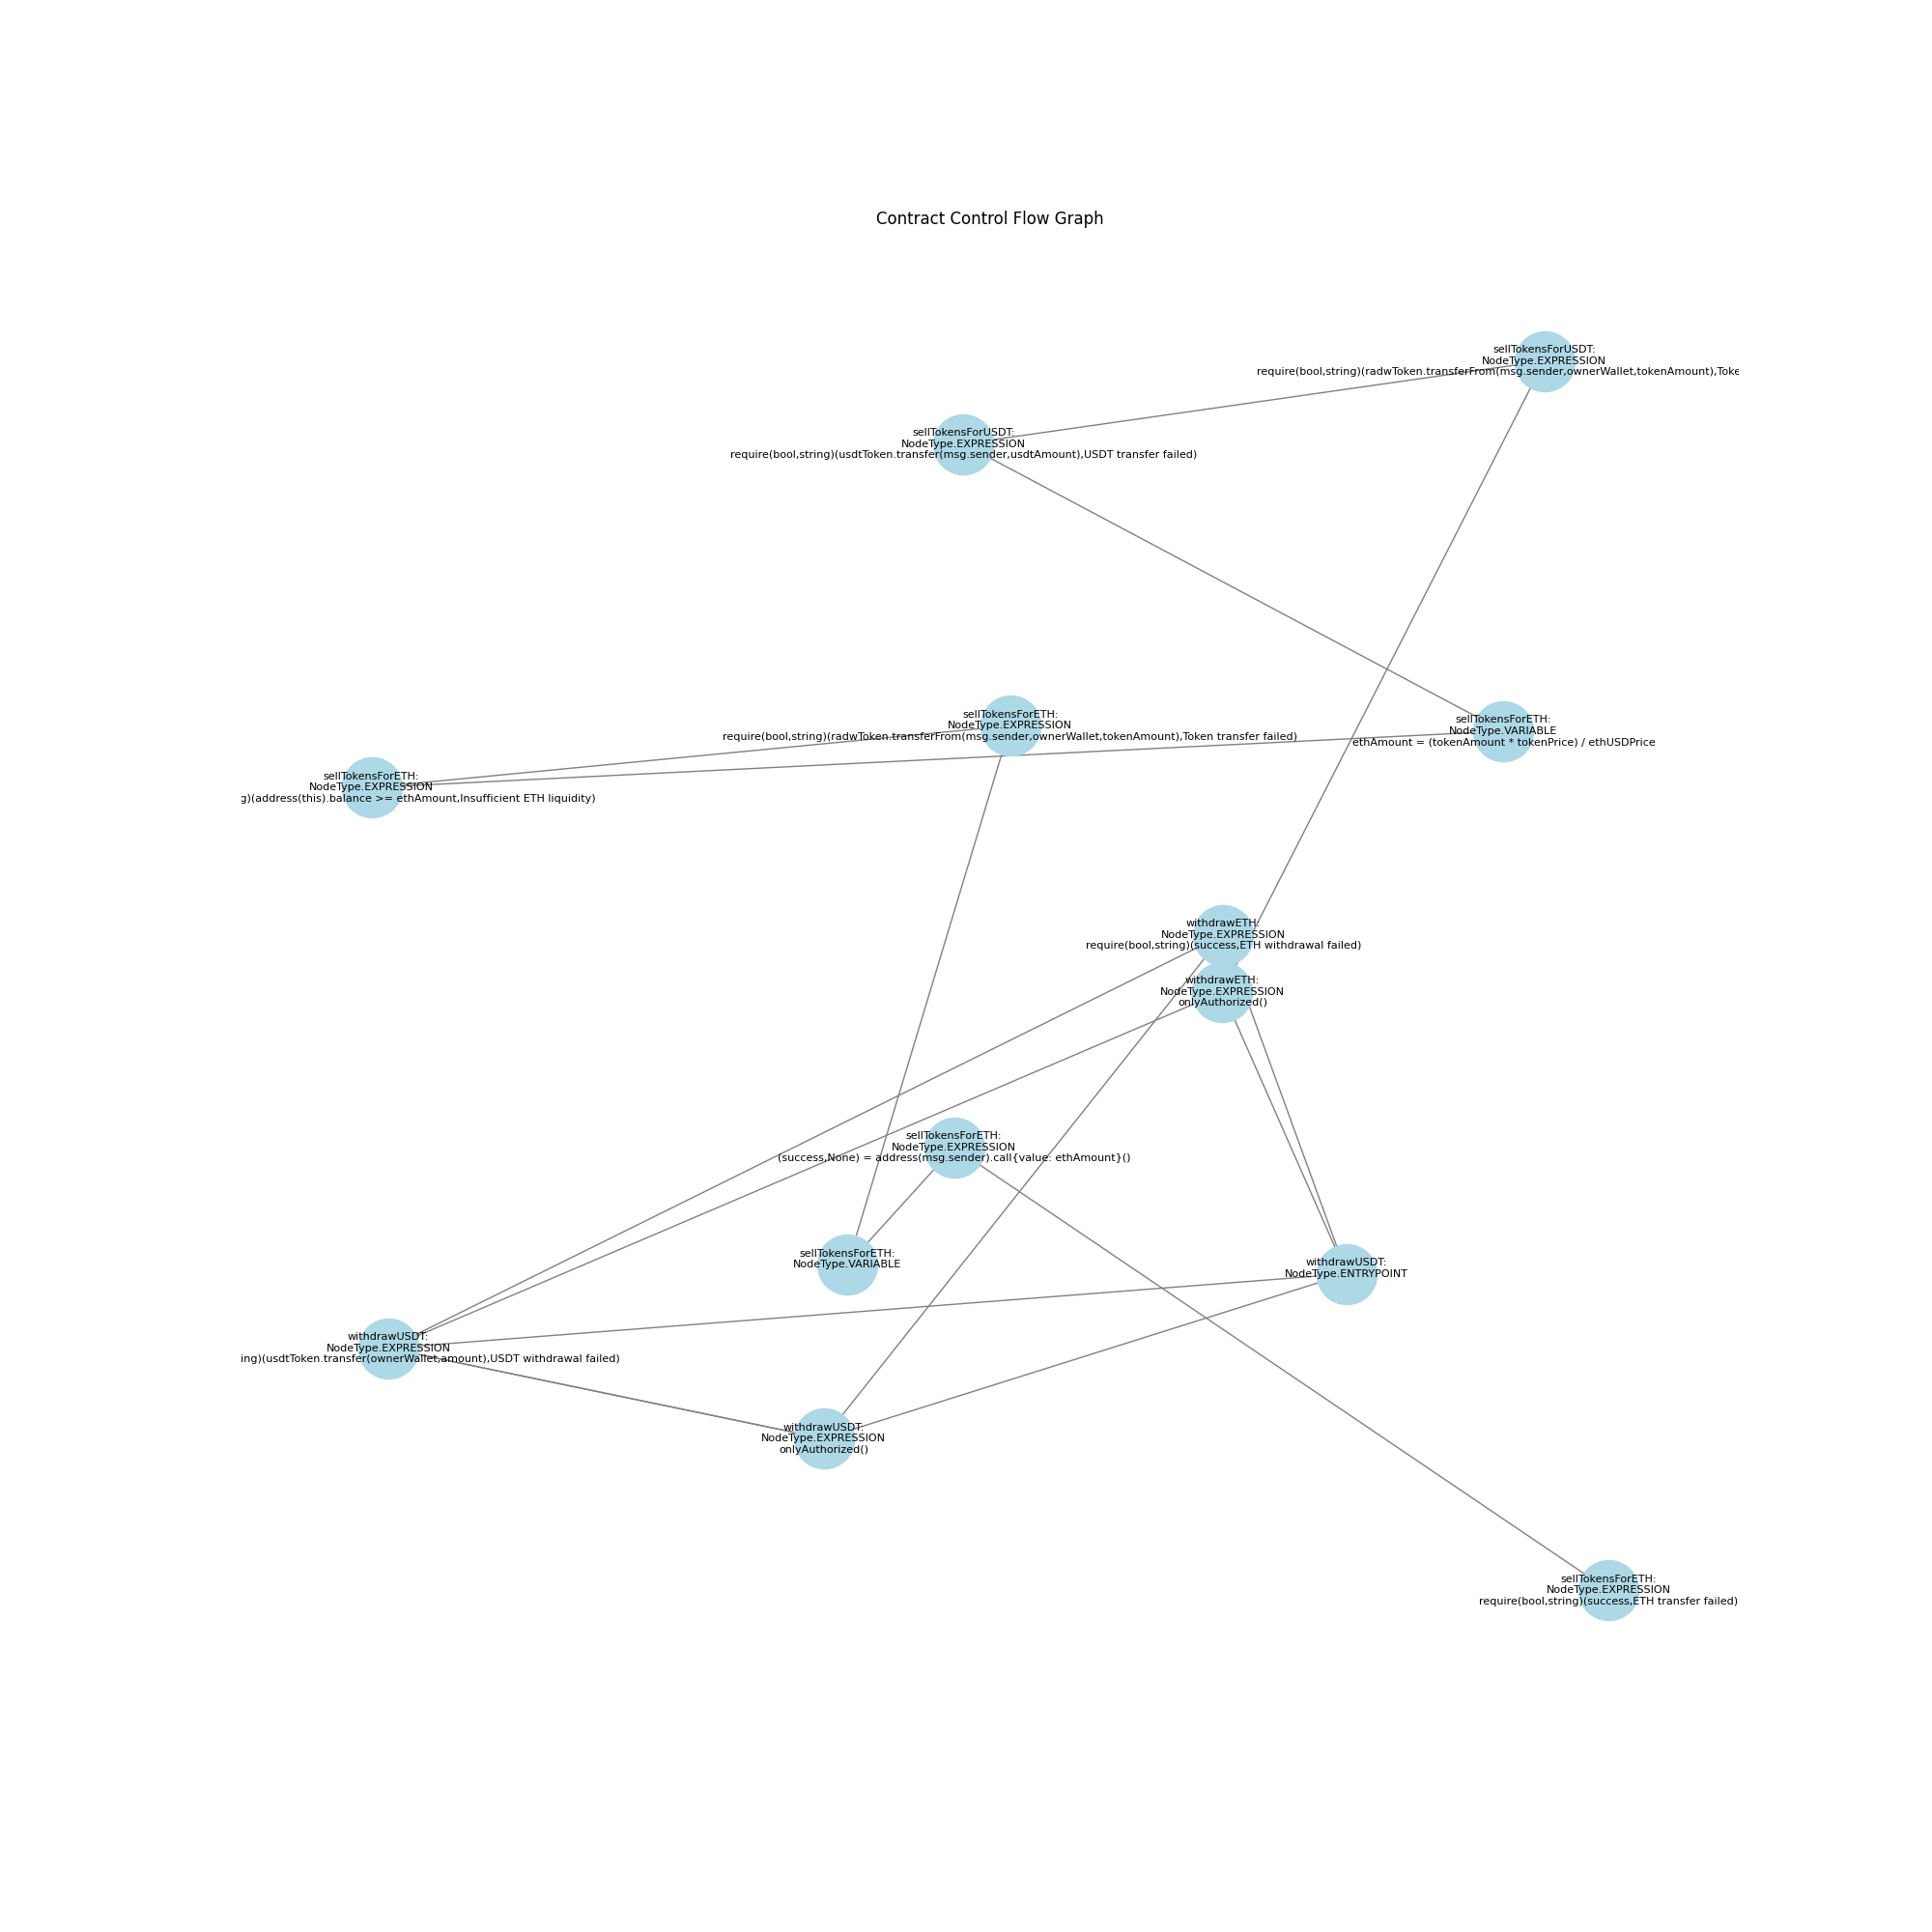 Contract Control Flow Graph
sellTokensForUSDT:
NodeType.EXPRESSION
require(bool,string)(radwToken.transferFrom(msg.sender,ownerWallet,tokenAmount),Toke
sellTokensForUSDT:
NodeType.EXPRESSION
require(bool,string)(usdtToken.transfer(msg.sender,usdtAmount),USDT transfer failed)
sellTokensForETH:
NodeType.EXPRESSION
require(bool,string)(radwToken.transferFrom(msg.sender,ownerWallet,tokenAmount),Token transfer failed)
sellTokensForETH:
NodeType.VARIABLE
ethAmount = (tokenAmount * tokenPrice) / ethUSDPrice
sellTokensForETH:
NodeType.EXPRESSION
g)(address(this).balance >= ethAmount,Insufficient ETH liquidity)
withdrawETH:
NodeType.EXPRESSION
require(bool,string)(success,ETH withdrawal failed)
withdrawETH:
NodeType.EXPRESSION
onlyAuthorized()
sellTokensForETH:
NodeType.EXPRESSION
(success,None) = address(msg.sender).call{value: ethAmount}()
sellTokensForETH:
NodeType.VARIABLE
withdrawUSDT:
NodeType.ENTRYPOINT
withdrawUSDT:
NodeType.EXPRESSION
ing)(usdtToken.transfer(ownerWallet,amount),USDT withdrawal failed)
withdrawUSDT:
NodeType.EXPRESSION
onlyAuthorized()
sellTokensForETH:
NodeType.EXPRESSION
require(bool,string)(success,ETH transfer failed)